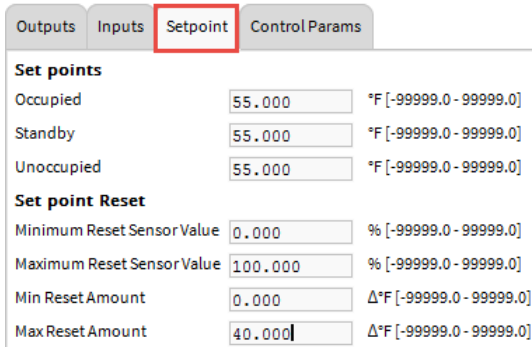 Outputs Inputs Setpoint Control Params
Set points
Occupied 55.000 °F [-99999.0 - 99999.0]
Standby 55.000 °F [-99999.0 - 99999.0]
Unoccupied 55.000 °F [-99999.0 - 99999.0]
Set point Reset
Minimum Reset Sensor Value 0.000 % [-99999.0 - 99999.0]
Maximum Reset Sensor Value 100.000 % [-99999.0 - 99999.0]
Min Reset Amount 0.000 Δ°F [-99999.0 - 99999.0]
Max Reset Amount 40.000 Δ°F [-99999.0 - 99999.0]